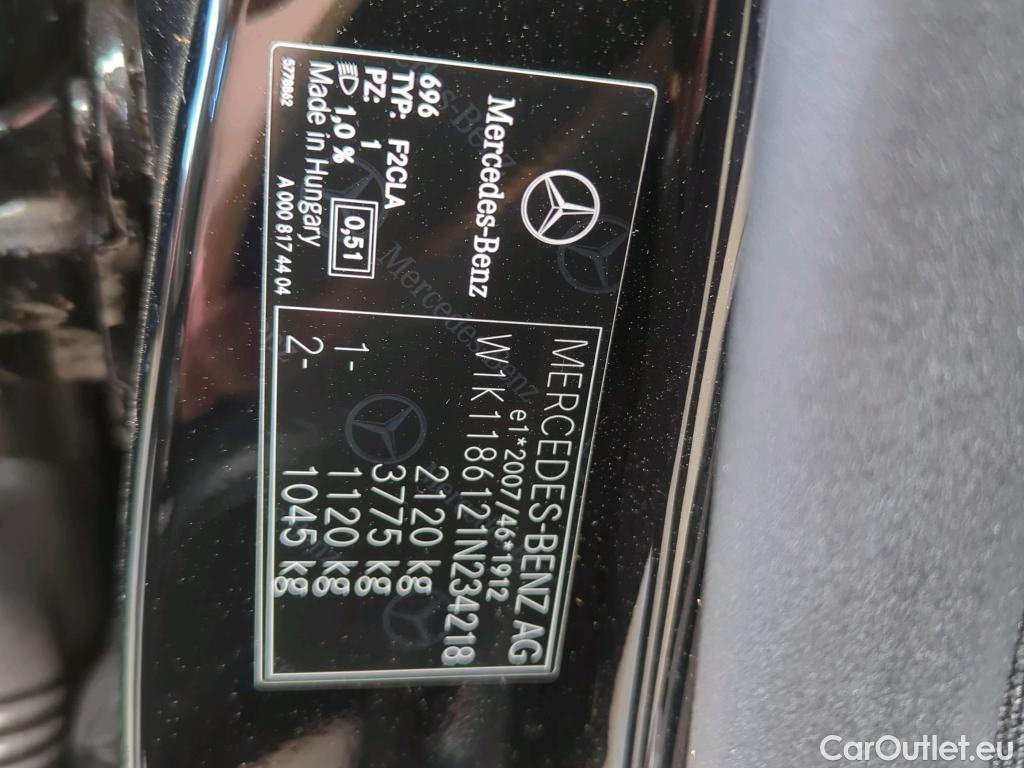 Mercedes-Benz
696
TYP: F2CLA
PZ: 1
1,0 % 0,51
Made in Hungary
5778862 A 000 817 44 04
MERCEDES-BENZ AG
e1*2007/46*1912
W1K1186121N234218
2120 kg
3775 kg
1- 1120 kg
2- 1045 kg
CarOutlet.eu